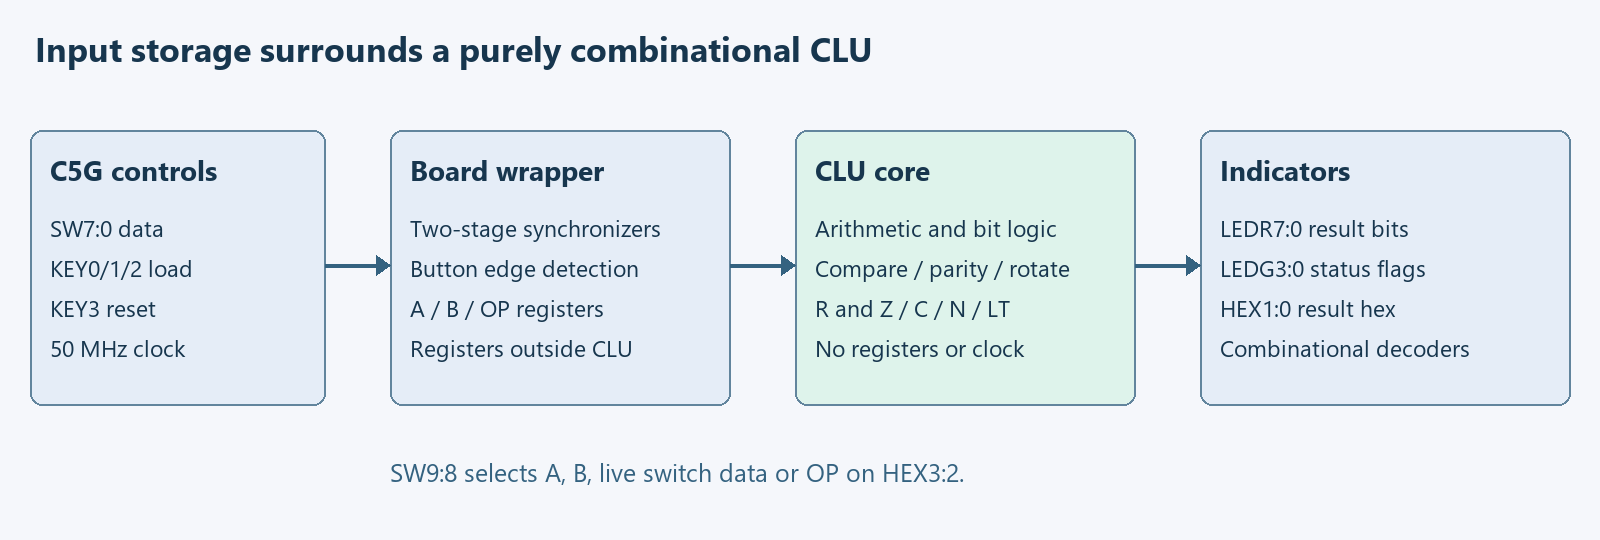 Input storage surrounds a purely combinational CLU
C5G controls
SW7:0 data
KEY0/1/2 load
KEY3 reset
50 MHz clock
Board wrapper
Two-stage synchronizers
Button edge detection
A / B / OP registers
Registers outside CLU
CLU core
Arithmetic and bit logic
Compare / parity / rotate
R and Z / C / N / LT
No registers or clock
Indicators
LEDR7:0 result bits
LEDG3:0 status flags
HEX1:0 result hex
Combinational decoders
SW9:8 selects A, B, live switch data or OP on HEX3:2.